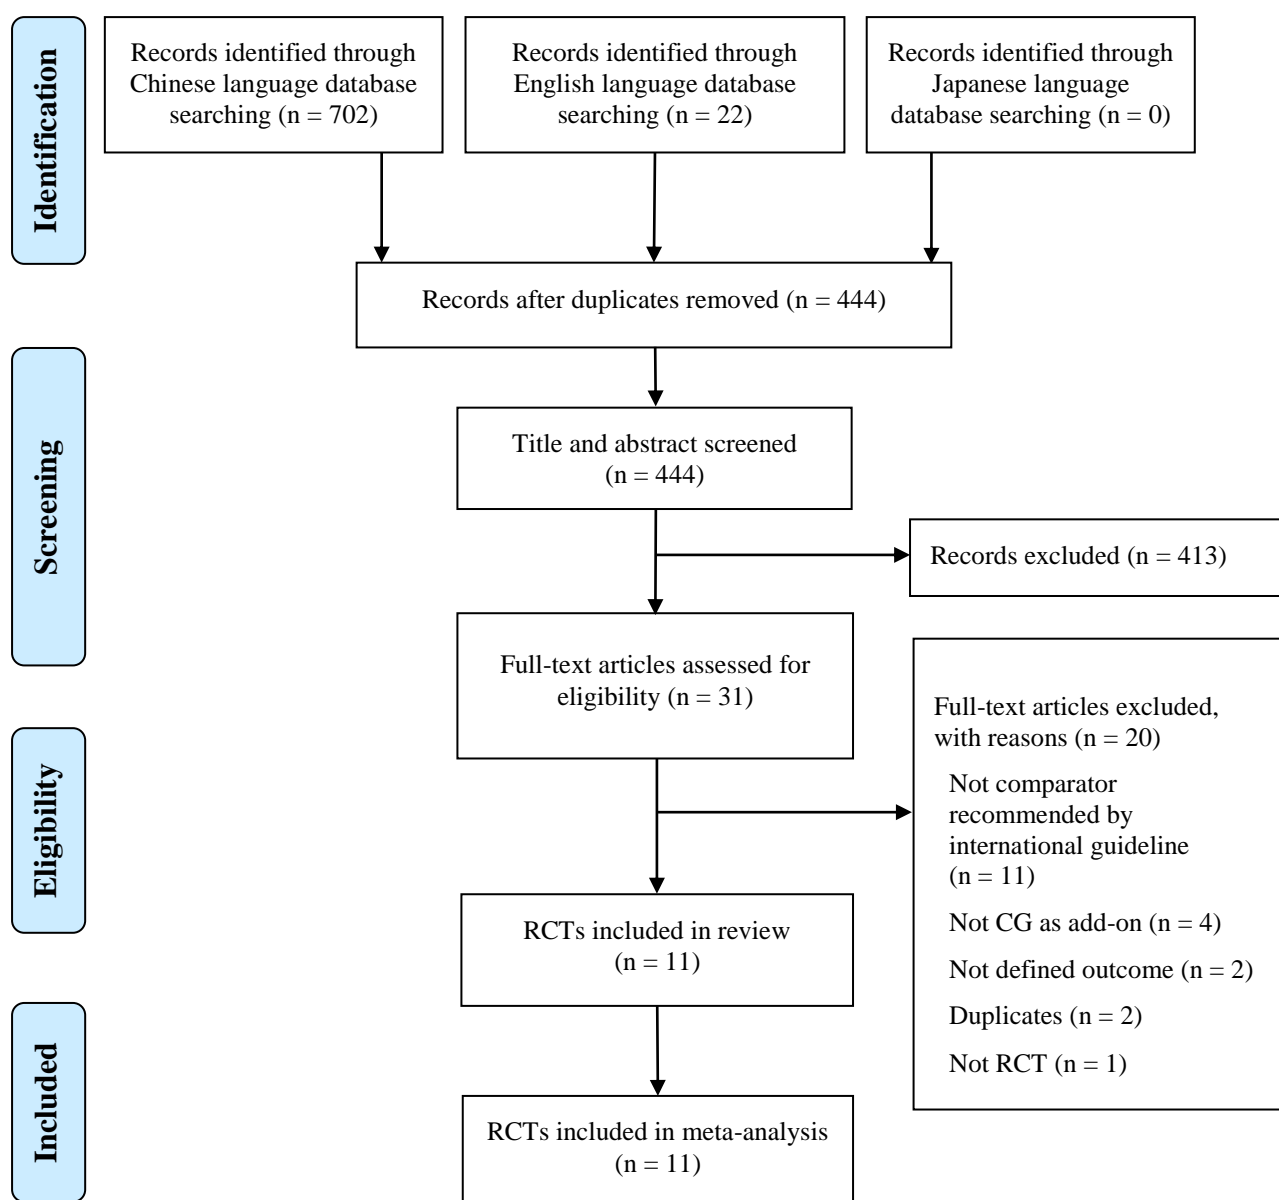 Identification
Records identified through
Chinese language database
searching (n = 702)
Records identified through
English language database
searching (n = 22)
Records identified through
Japanese language
database searching (n = 0)
Records after duplicates removed (n = 444)
Screening
Title and abstract screened
(n = 444)
Records excluded (n = 413)
Full-text articles assessed for
eligibility (n = 31)
Eligibility
Full-text articles excluded,
with reasons (n = 20)
Not comparator
recommended by
international guideline
(n = 11)
Not CG as add-on (n = 4)
Not defined outcome (n = 2)
Duplicates (n = 2)
Not RCT (n = 1)
RCTs included in review
(n = 11)
Included
RCTs included in meta-analysis
(n = 11)